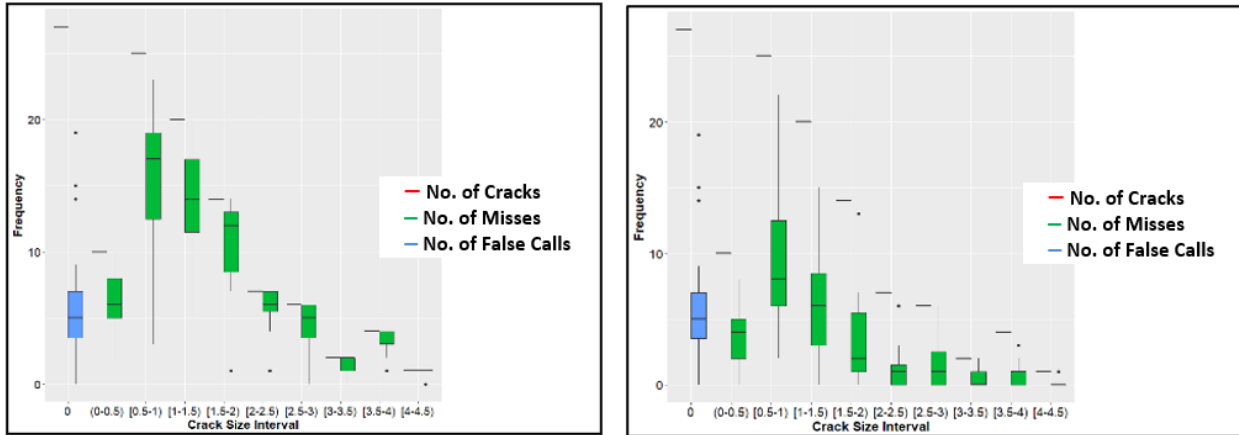 20
10
0
Frequency
0 (0-0.5) [0.5-1) [1-1.5) [1.5-2) [2-2.5) [2.5-3) [3-3.5) [3.5-4) [4-4.5)
Crack Size Interval
No. of Cracks
No. of Misses
No. of False Calls
20
10
0
Frequency
0 (0-0.5) [0.5-1) [1-1.5) [1.5-2) [2-2.5) [2.5-3) [3-3.5) [3.5-4) [4-4.5)
Crack Size Interval
No. of Cracks
No. of Misses
No. of False Calls